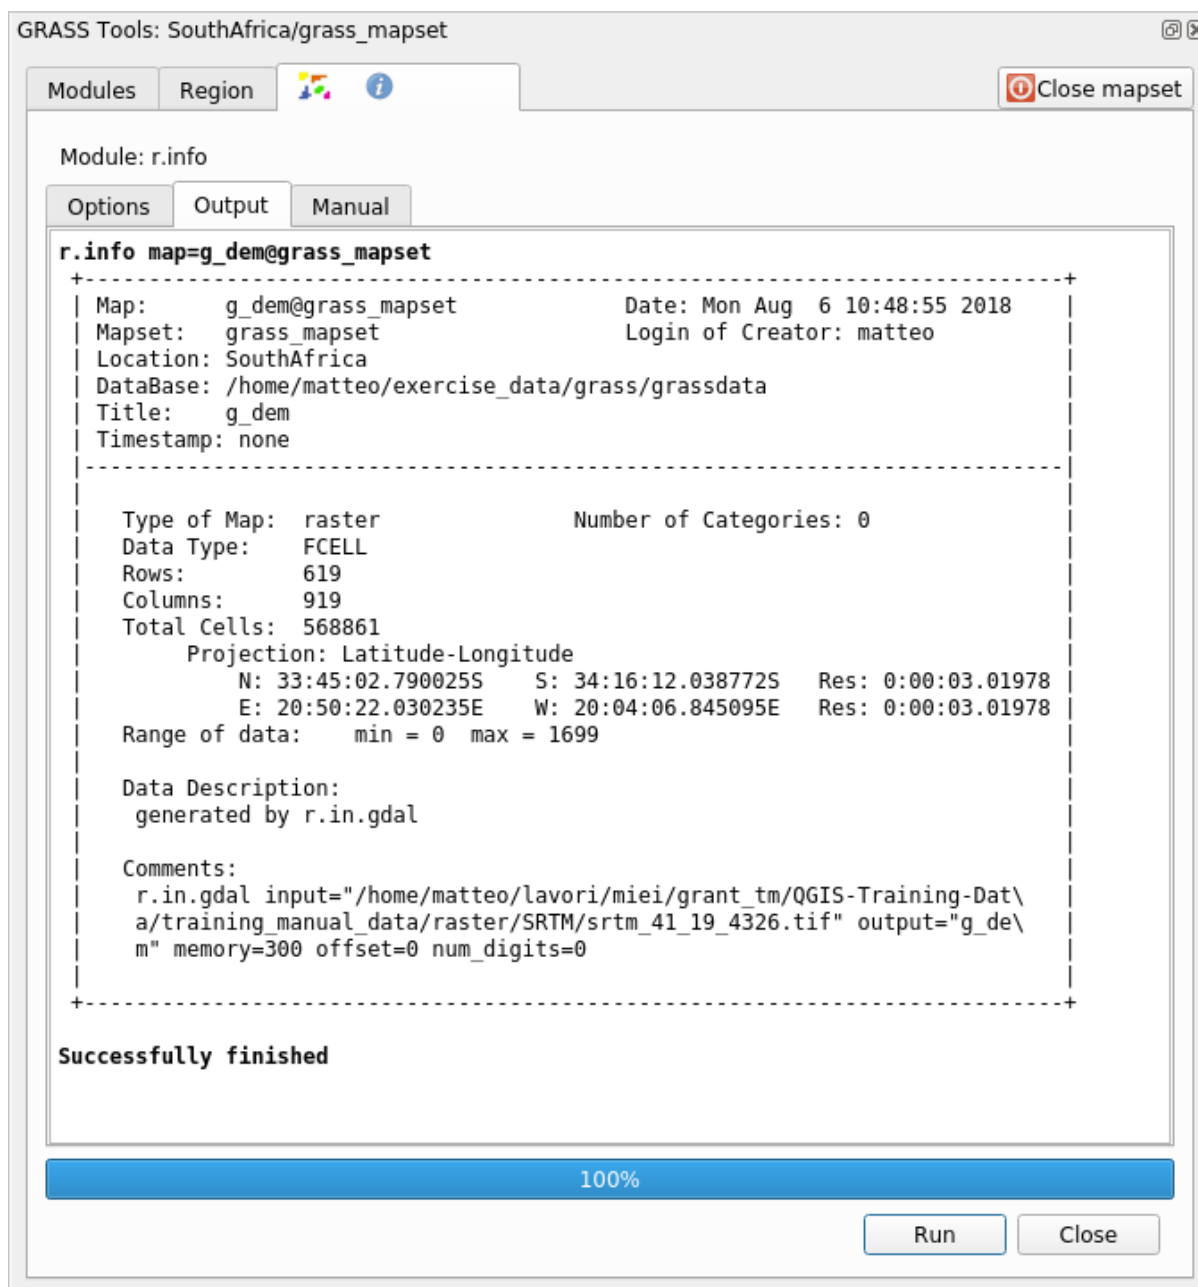 GRASS Tools: SouthAfrica/grass_mapset
Modules Region Close mapset
Module: r.info
Options Output Manual
r.info map=g_dem@grass_mapset
+----------------------------------------------------------------------------+
| Map:      g_dem@grass_mapset             Date: Mon Aug  6 10:48:55 2018    |
| Mapset:   grass_mapset                   Login of Creator: matteo          |
| Location: SouthAfrica                                                      |
| DataBase: /home/matteo/exercise_data/grass/grassdata                       |
| Title:    g_dem                                                            |
| Timestamp: none                                                            |
|----------------------------------------------------------------------------|
|                                                                            |
|   Type of Map:  raster               Number of Categories: 0               |
|   Data Type:    FCELL                                                      |
|   Rows:         619                                                        |
|   Columns:      919                                                        |
|   Total Cells:  568861                                                     |
|        Projection: Latitude-Longitude                                      |
|            N: 33:45:02.790025S    S: 34:16:12.038772S   Res: 0:00:03.01978 |
|            E: 20:50:22.030235E    W: 20:04:06.845095E   Res: 0:00:03.01978 |
|   Range of data:    min = 0  max = 1699                                    |
|                                                                            |
|   Data Description:                                                        |
|    generated by r.in.gdal                                                  |
|                                                                            |
|   Comments:                                                                |
|    r.in.gdal input="/home/matteo/lavori/miei/grant_tm/QGIS-Training-Dat\   |
|    a/training_manual_data/raster/SRTM/srtm_41_19_4326.tif" output="g_de\   |
|    m" memory=300 offset=0 num_digits=0                                     |
|                                                                            |
+----------------------------------------------------------------------------+
Successfully finished
100%
Run Close